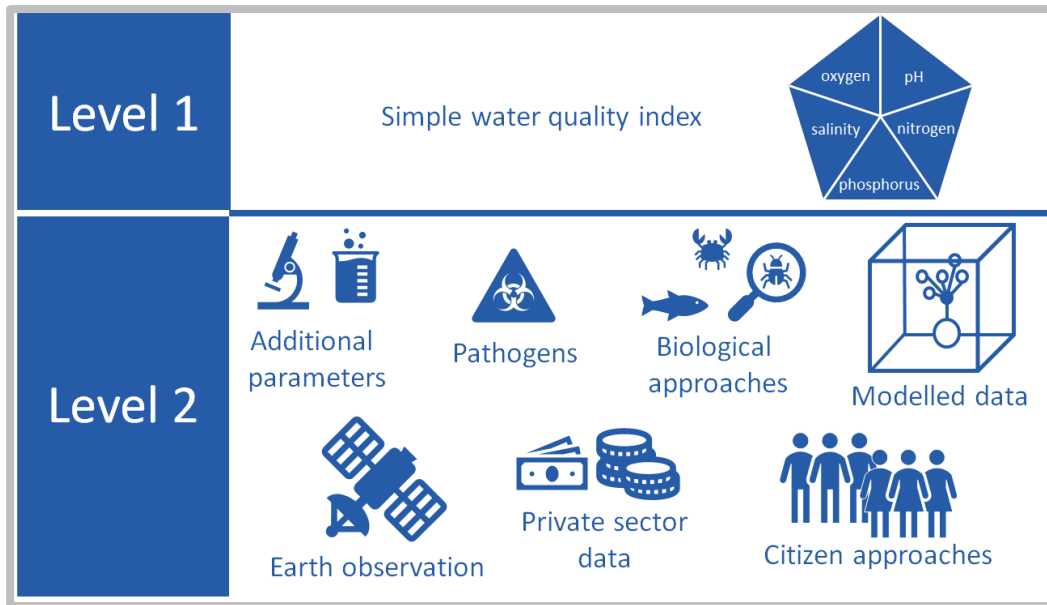 Level 1
Simple water quality index
oxygen
pH
salinity
nitrogen
phosphorus
Level 2
Additional
parameters
Pathogens
Biological
approaches
Modelled data
Earth observation
Private sector
data
Citizen approaches